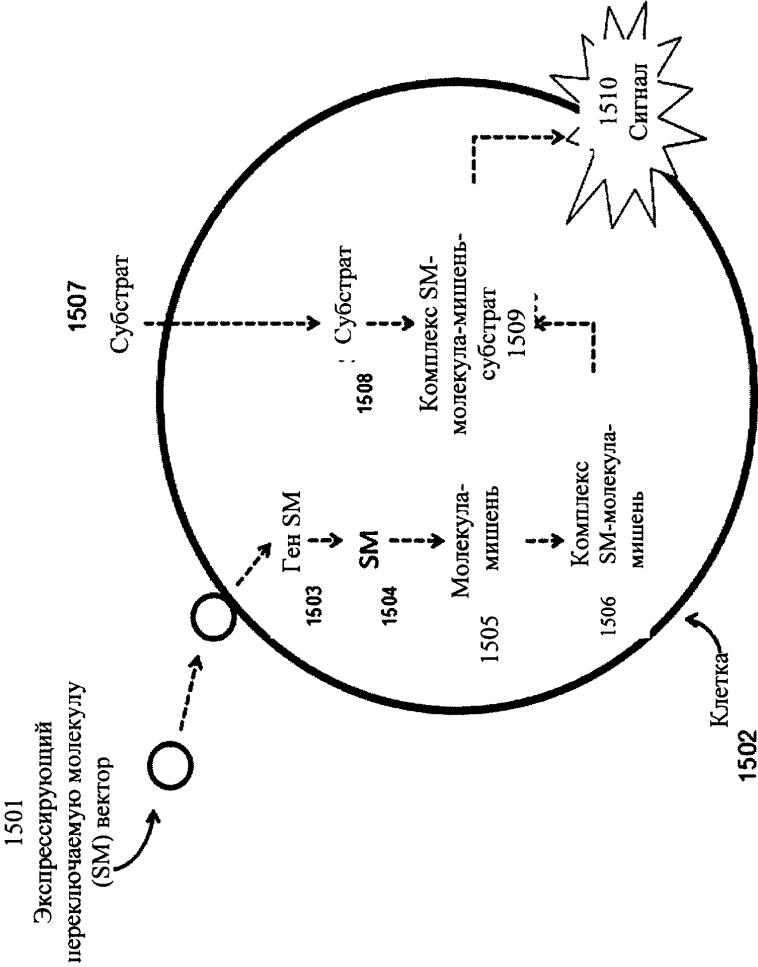 1501
Экспрессирующий
переключаемую молекулу
(SM) вектор
1507
Субстрат
Ген SM
1503
SM
1504
Молекула-
мишень
1505
Комплекс
SM-молекула-
мишень
1506
Субстрат
1508
Комплекс SM-
молекула-мишень-
субстрат
1509
1510
Сигнал
Клетка
1502